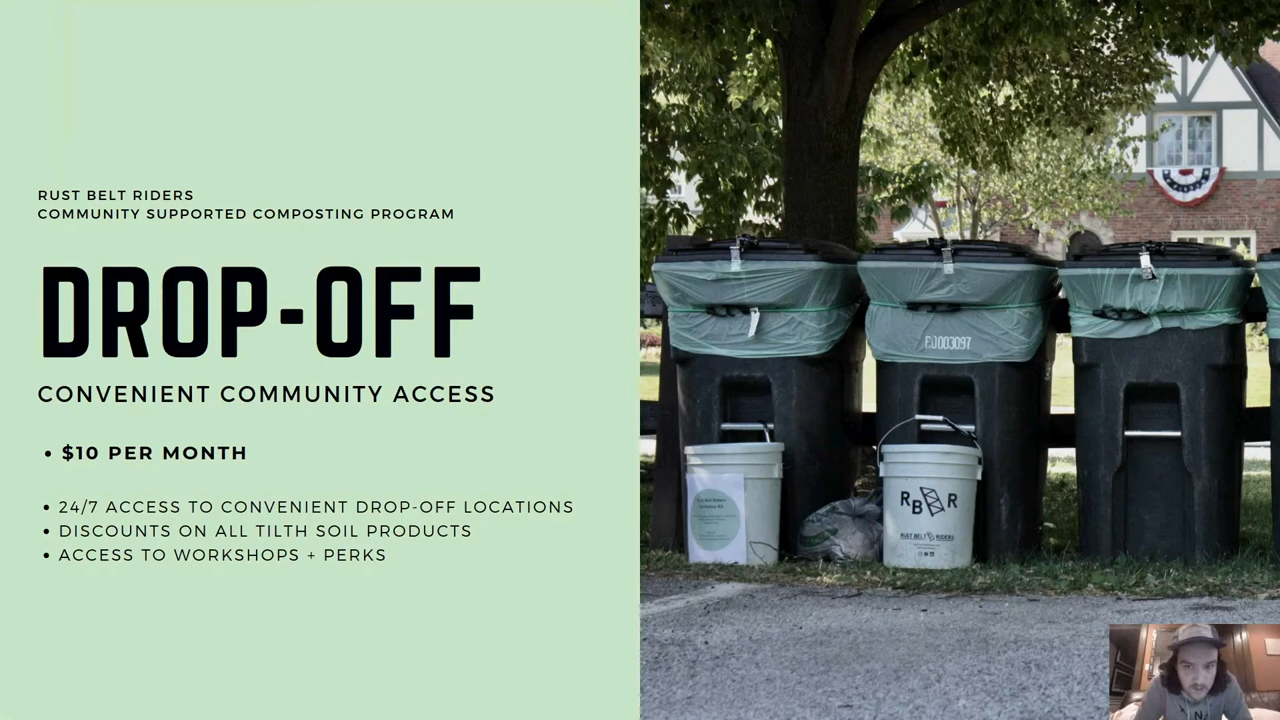 RUST BELT RIDERS
COMMUNITY SUPPORTED COMPOSTING PROGRAM
DROP-OFF
CONVENIENT COMMUNITY ACCESS
• $10 PER MONTH
• 24/7 ACCESS TO CONVENIENT DROP-OFF LOCATIONS
• DISCOUNTS ON ALL TILTH SOIL PRODUCTS
• ACCESS TO WORKSHOPS + PERKS
RB R
RUST BELT RIDERS